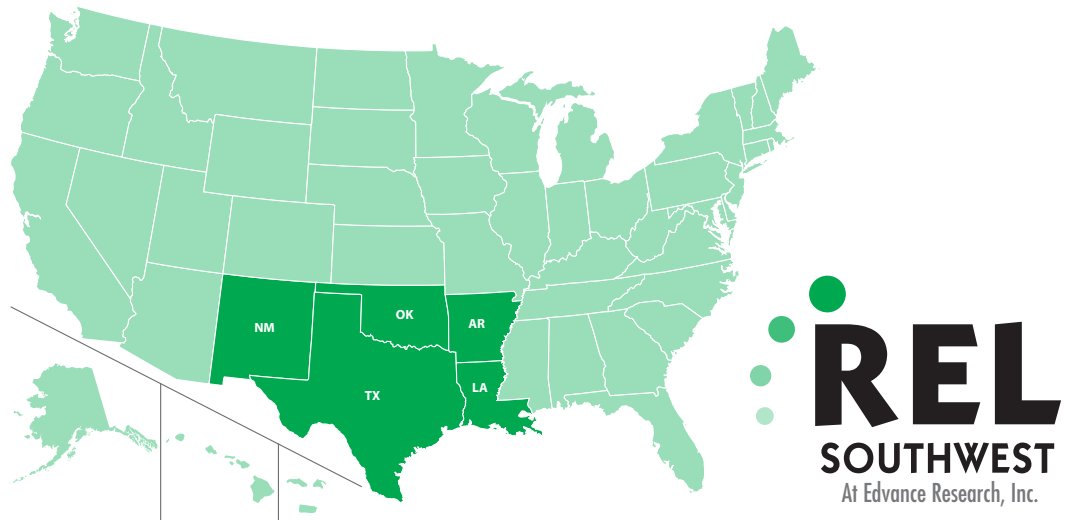 NM
OK
AR
TX
LA
REL
SOUTHWEST
At Edvance Research, Inc.